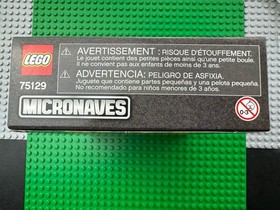 LEGO
75129
AVERTISSEMENT : RISQUE D'ÉTOUFFEMENT.
Le jouet contient des petites pièces ainsi qu'une petite boule.
Il ne convient pas aux enfants de moins de 3 ans.
ADVERTENCIA: PELIGRO DE ASFIXIA.
Juguete que contiene partes pequeñas y una pelota pequeña.
No recomendado para niños menores de 3 años.
MICRONAVES
0-3